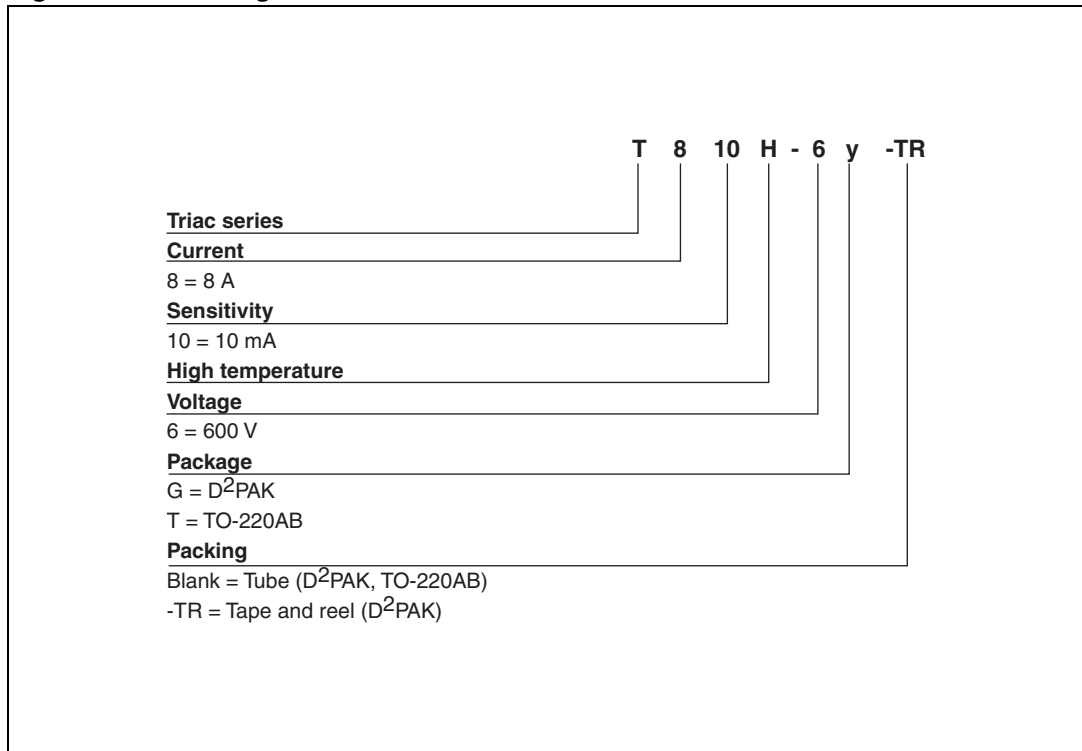 T 8 10 H - 6 y -TR
Triac series
Current
8 = 8 A
Sensitivity
10 = 10 mA
High temperature
Voltage
6 = 600 V
Package
G = D²PAK
T = TO-220AB
Packing
Blank = Tube (D²PAK, TO-220AB)
-TR = Tape and reel (D²PAK)